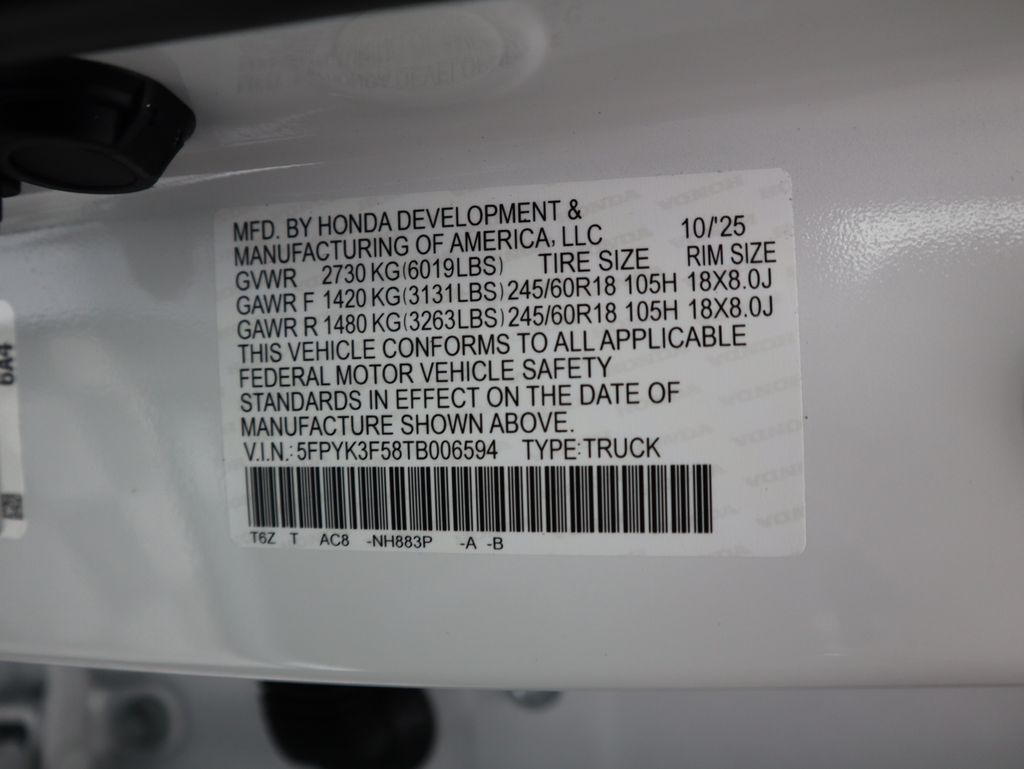 MFD. BY HONDA DEVELOPMENT &
MANUFACTURING OF AMERICA, LLC 10/'25
GVWR 2730 KG(6019LBS) TIRE SIZE RIM SIZE
GAWR F 1420 KG(3131LBS) 245/60R18 105H 18X8.0J
GAWR R 1480 KG(3263LBS) 245/60R18 105H 18X8.0J
THIS VEHICLE CONFORMS TO ALL APPLICABLE
FEDERAL MOTOR VEHICLE SAFETY
STANDARDS IN EFFECT ON THE DATE OF
MANUFACTURE SHOWN ABOVE.
V.I.N.: 5FPYK3F58TB006594 TYPE: TRUCK
T6Z T AC8 -NH883P -A -B
6A4